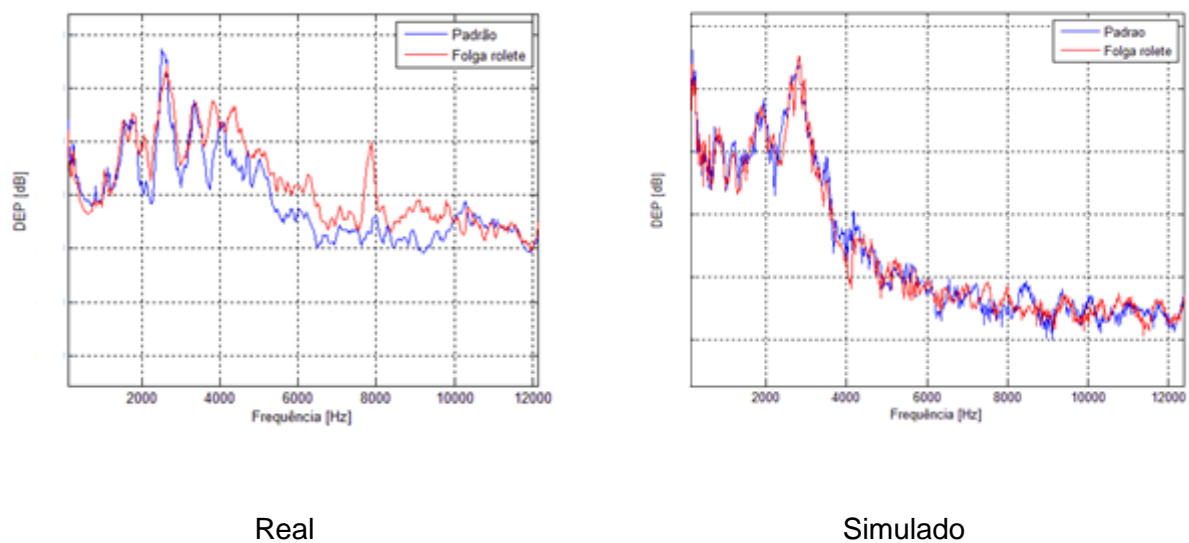 Padrão
Folga rolete
DEP [dB]
2000 4000 6000 8000 10000 12000
Frequência [Hz]
Padrao
Folga rolete
DEP [dB]
2000 4000 6000 8000 10000 12000
Frequência [Hz]
Real
Simulado